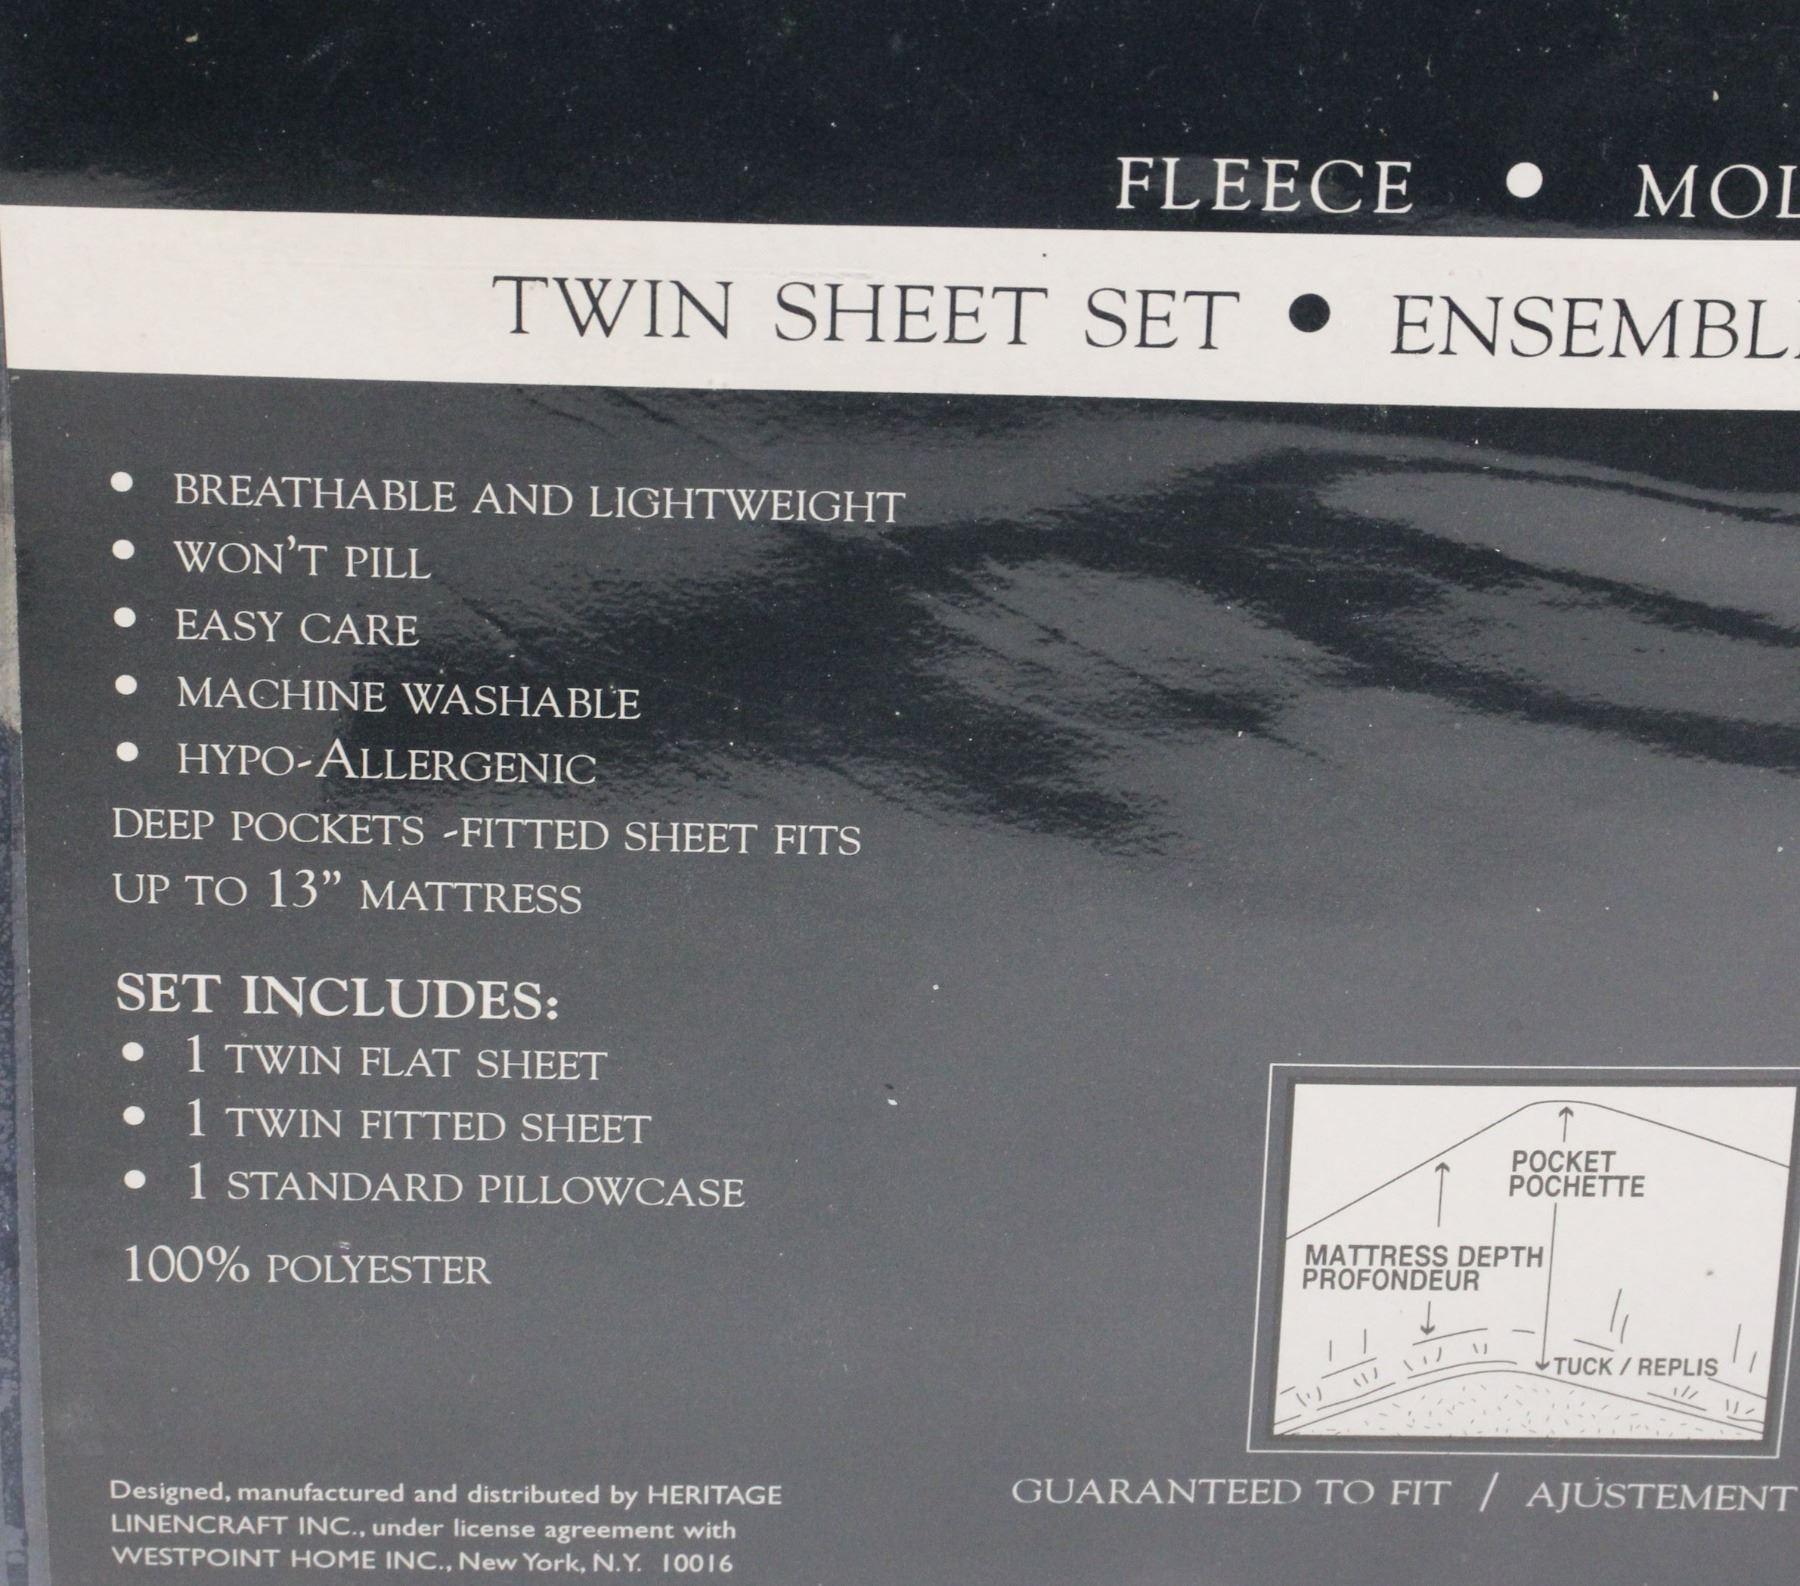 FLEECE • MOL
TWIN SHEET SET • ENSEMBL
• BREATHABLE AND LIGHTWEIGHT
• WON'T PILL
• EASY CARE
• MACHINE WASHABLE
• HYPO-ALLERGENIC
DEEP POCKETS -FITTED SHEET FITS
UP TO 13” MATTRESS
SET INCLUDES:
• 1 TWIN FLAT SHEET
• 1 TWIN FITTED SHEET
• 1 STANDARD PILLOWCASE
100% POLYESTER
POCKET
POCHETTE
MATTRESS DEPTH
PROFONDEUR
TUCK / REPLIS
GUARANTEED TO FIT / AJUSTEMENT
Designed, manufactured and distributed by HERITAGE
LINENCRAFT INC., under license agreement with
WESTPOINT HOME INC., New York, N.Y. 10016